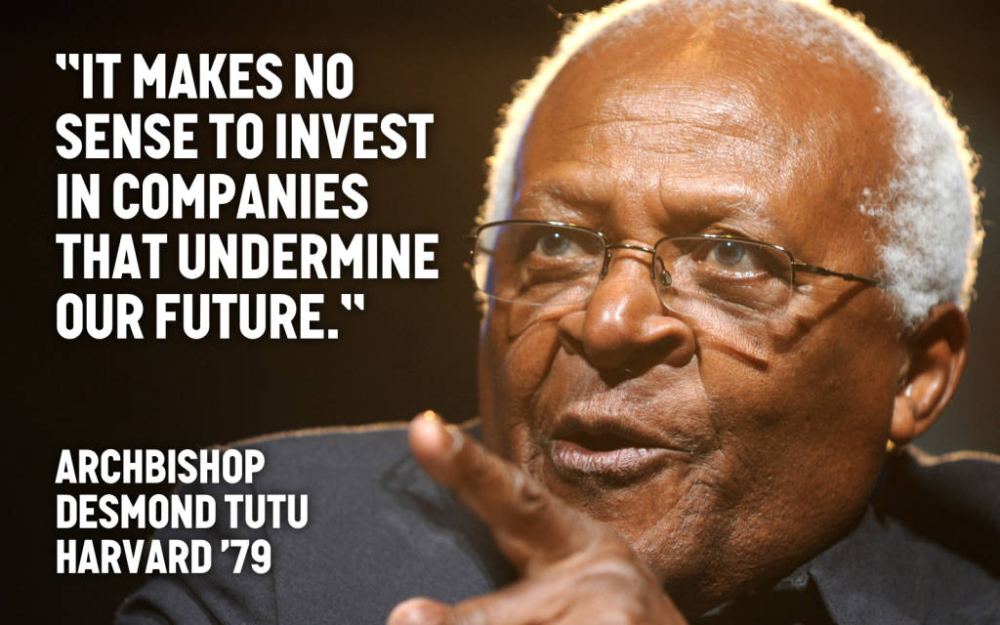 “IT MAKES NO
SENSE TO INVEST
IN COMPANIES
THAT UNDERMINE
OUR FUTURE.“
ARCHBISHOP
DESMOND TUTU
HARVARD ’79